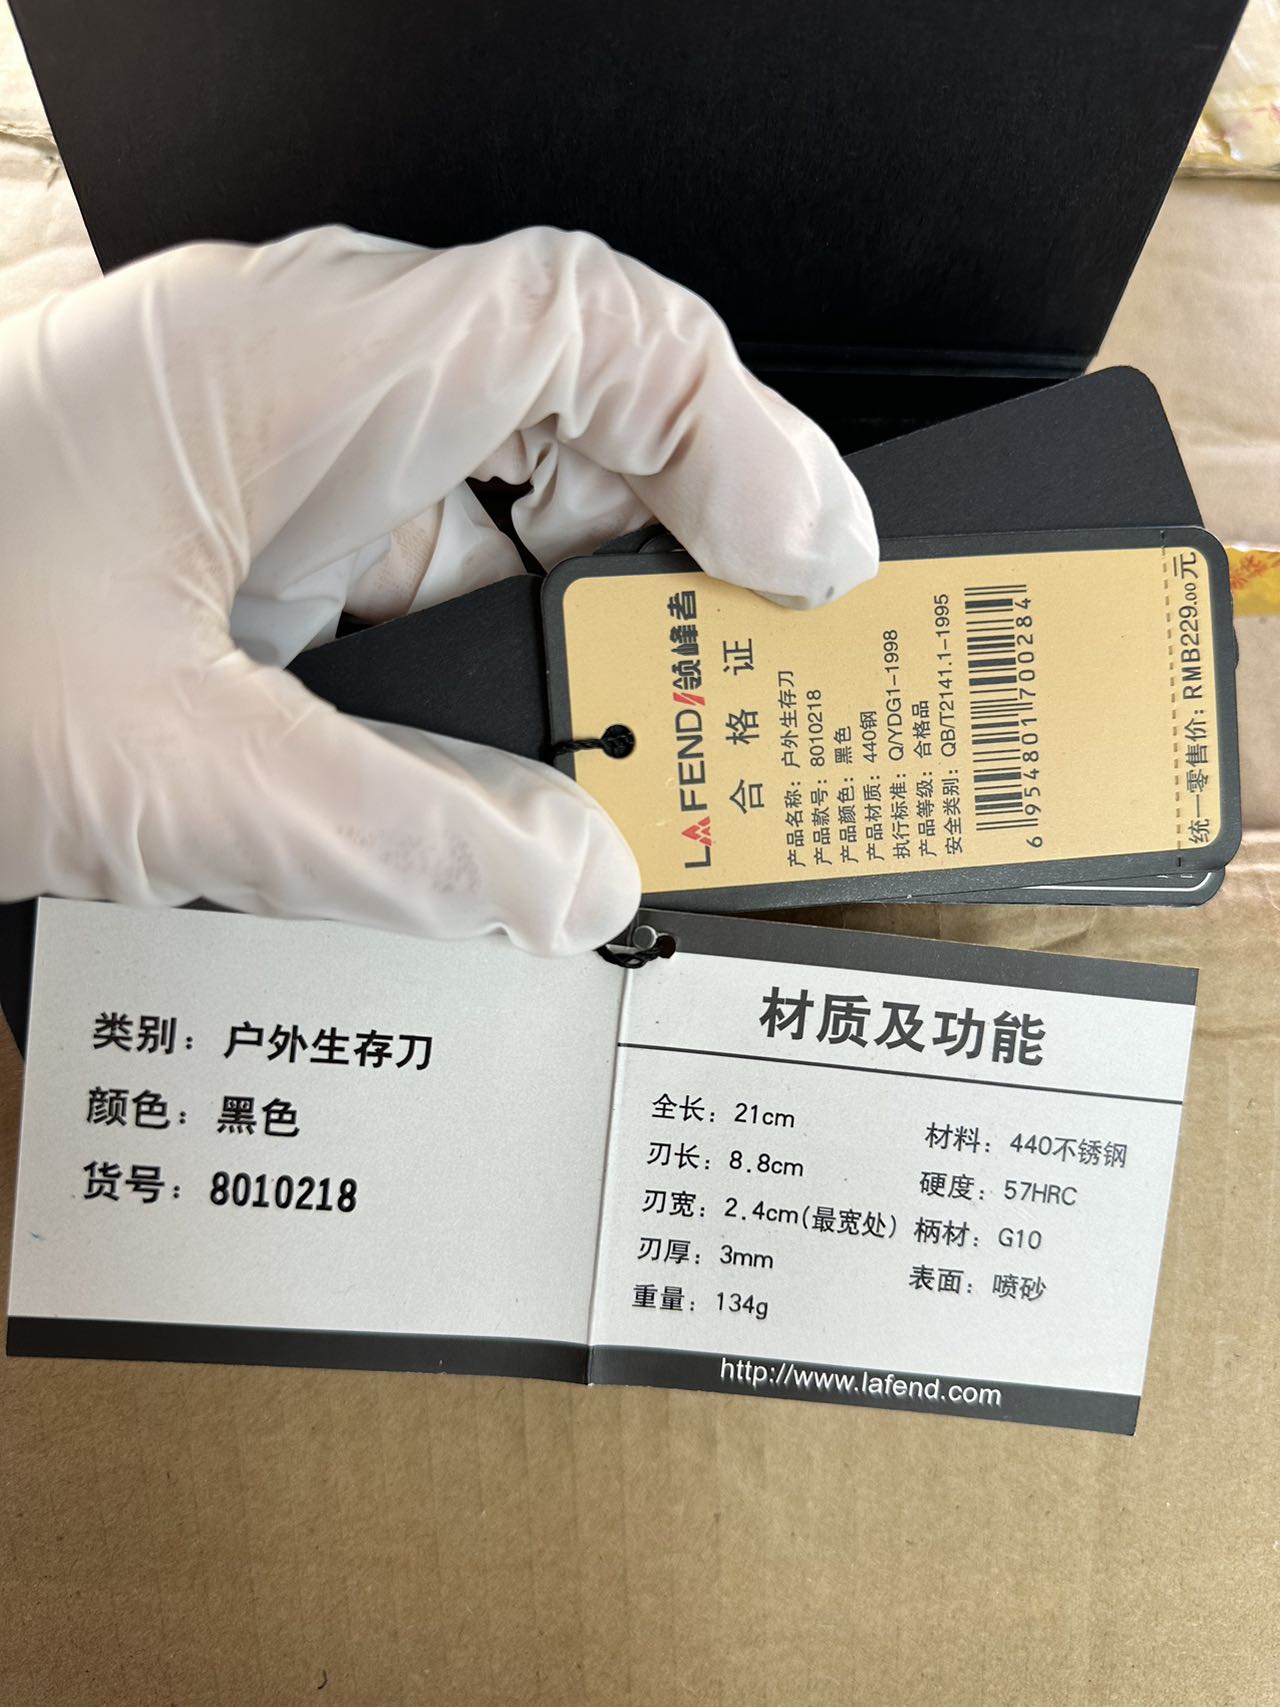 LAFEND领峰者
合格证
产品名称：户外生存刀
产品款号：8010218
产品颜色：黑色
产品材质：440钢
执行标准：Q/YDG1-1998
产品等级：合格品
安全类别：QB/T2141.1-1995
6 954801 700284
统一零售价：RMB229.00元
类别：户外生存刀
颜色：黑色
货号：8010218
材质及功能
全长：21cm
刃长：8.8cm
刃宽：2.4cm(最宽处)
刃厚：3mm
重量：134g
材料：440不锈钢
硬度：57HRC
柄材：G10
表面：喷砂
http://www.lafend.com